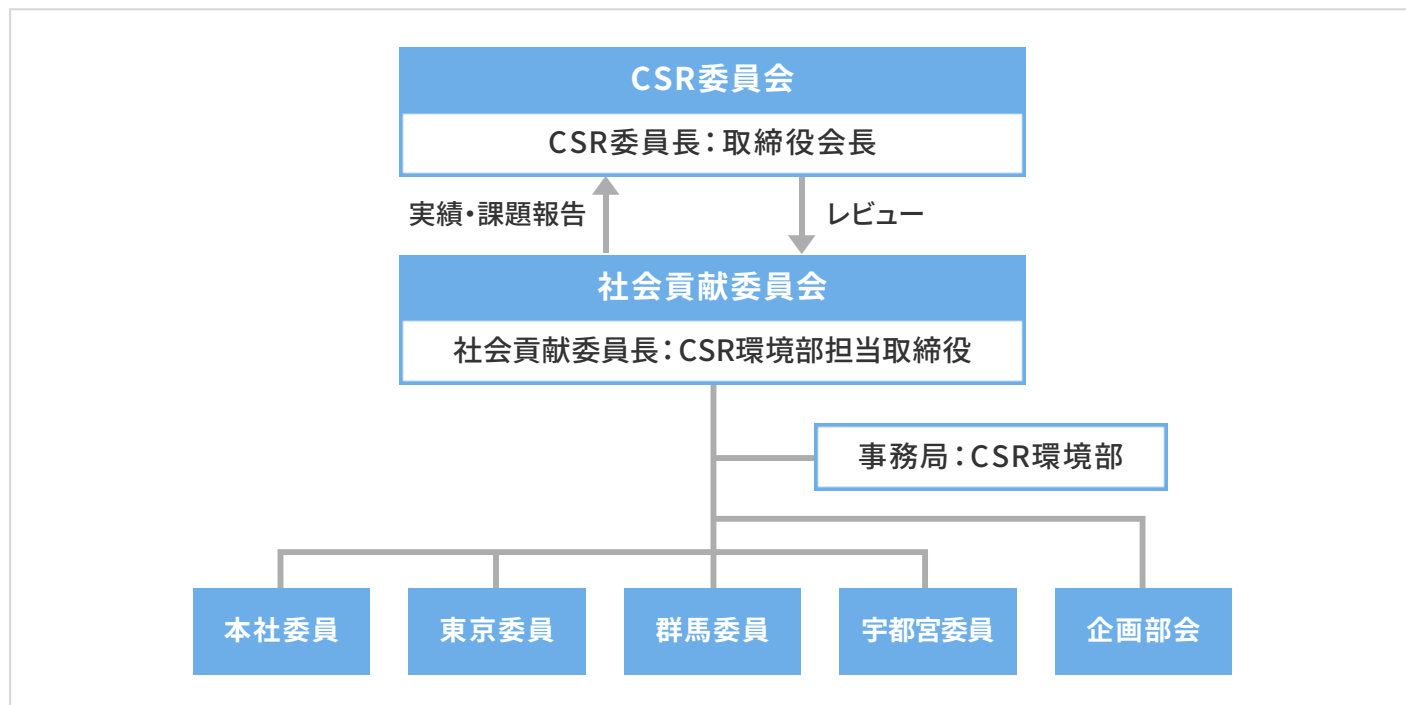 CSR委員会
CSR委員長：取締役会長
実績・課題報告
レビュー
社会貢献委員会
社会貢献委員長：CSR環境部担当取締役
事務局：CSR環境部
本社委員
東京委員
群馬委員
宇都宮委員
企画部会